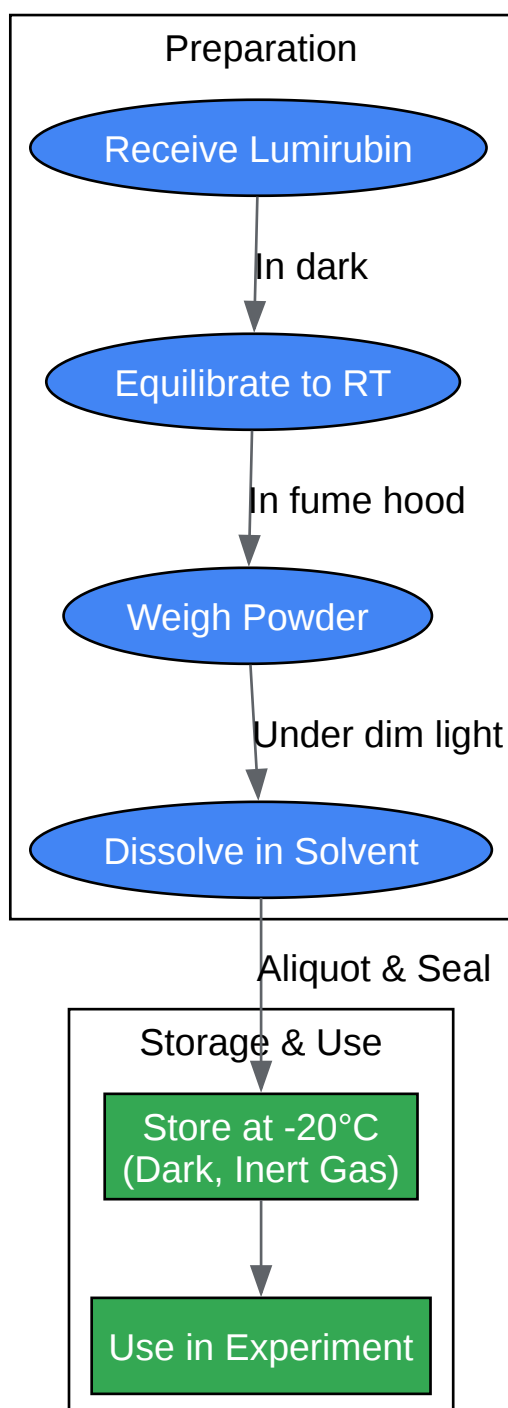 Preparation
Receive Lumirubin
In dark
Equilibrate to RT
In fume hood
Weigh Powder
Under dim light
Dissolve in Solvent
Aliquot & Seal
Storage & Use
Store at -20°C
(Dark, Inert Gas)
Use in Experiment